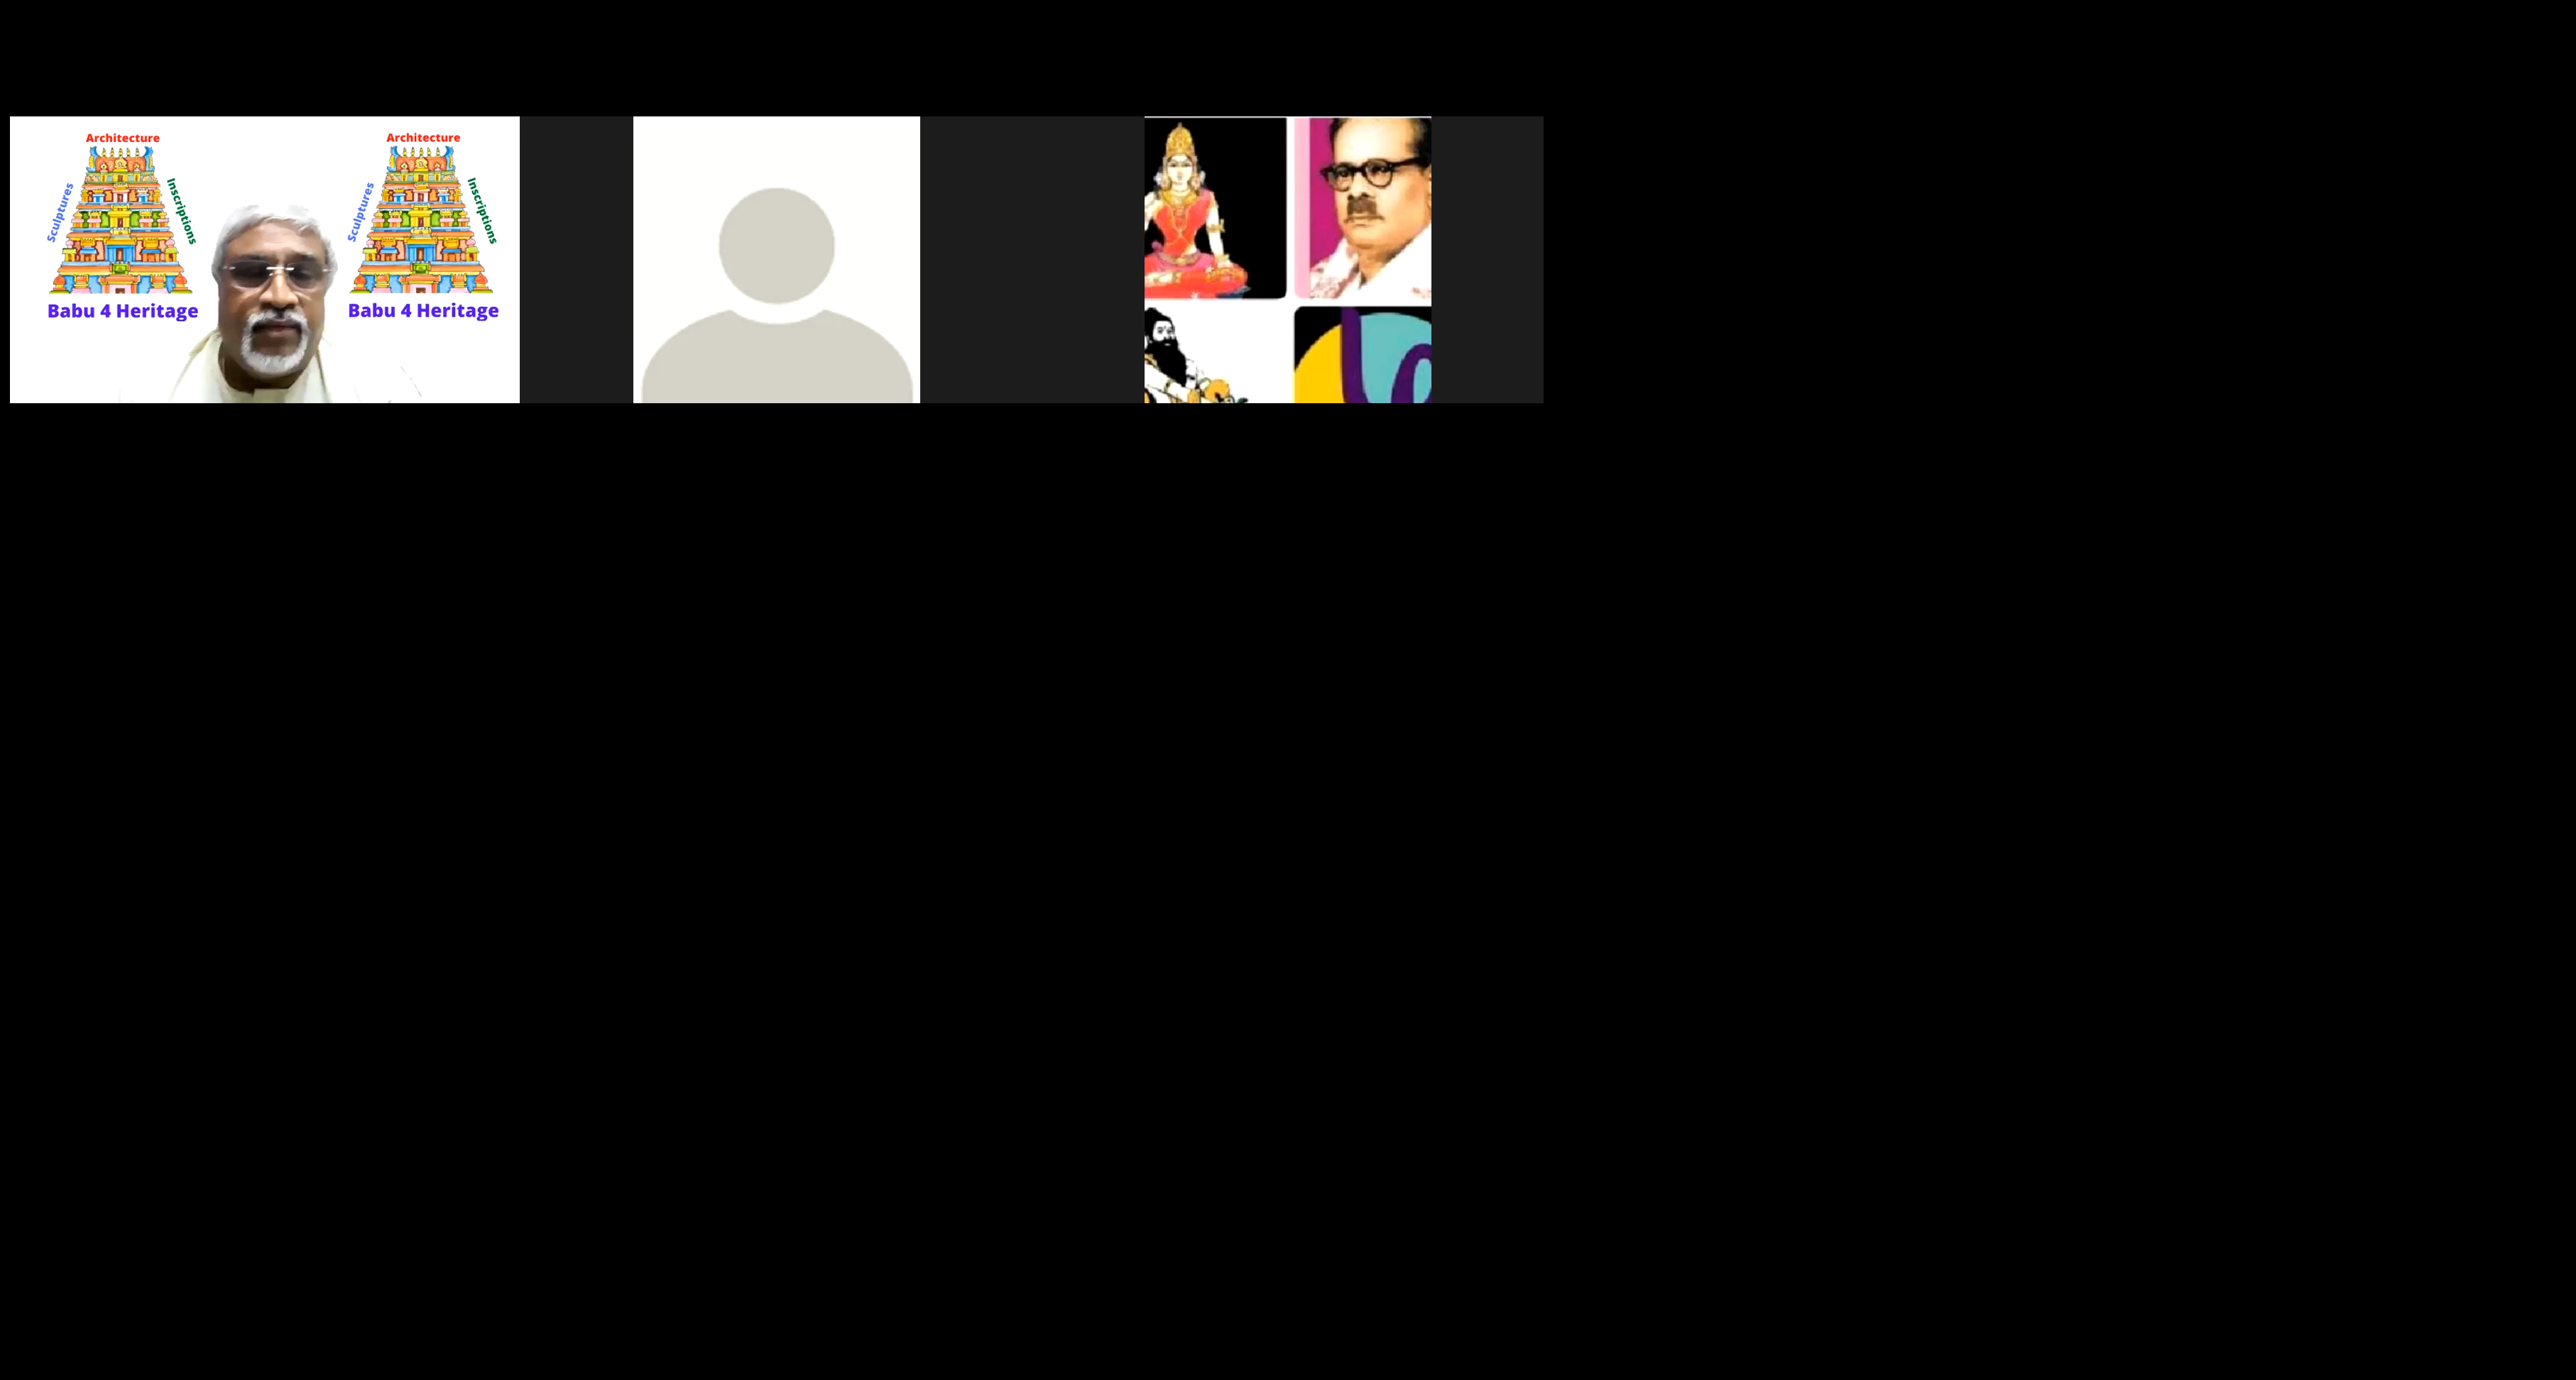 Architecture
Sculptures
Inscriptions
Babu 4 Heritage
Architecture
Sculptures
Inscriptions
Babu 4 Heritage